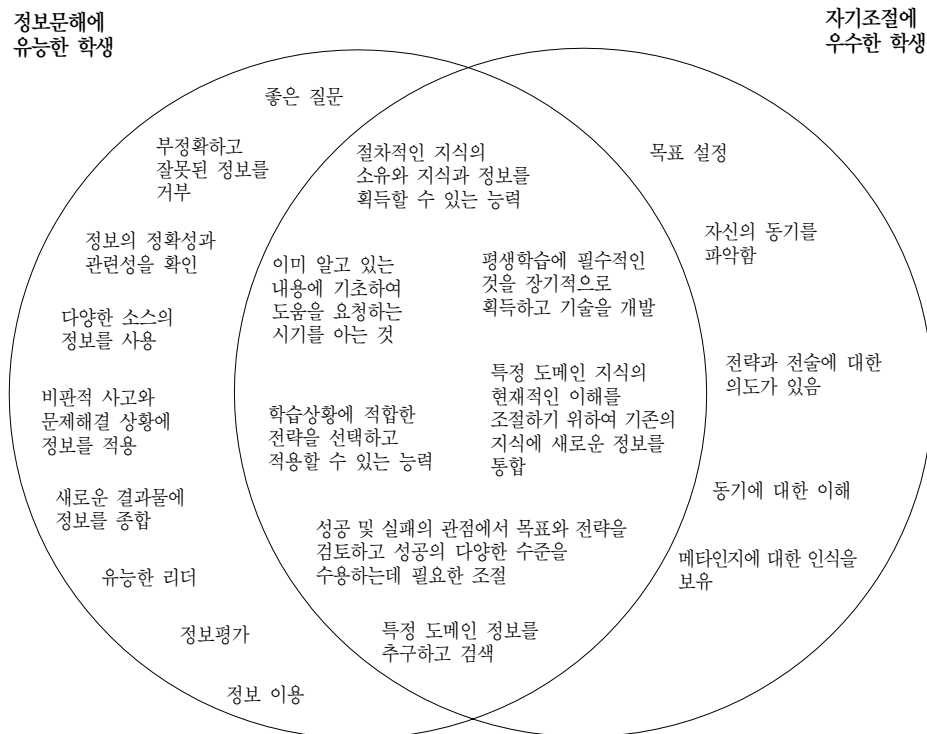 정보문해에
유능한 학생
자기조절에
우수한 학생
좋은 질문
부정확하고
잘못된 정보를
거부
정보의 정확성과
관련성을 확인
다양한 소스의
정보를 사용
비판적 사고와
문제해결 상황에
정보를 적용
새로운 결과물에
정보를 종합
유능한 리더
정보평가
정보 이용
절차적인 지식의
소유와 지식과 정보를
획득할 수 있는 능력
이미 알고 있는
내용에 기초하여
도움을 요청하는
시기를 아는 것
평생학습에 필수적인
것을 장기적으로
획득하고 기술을 개발
학습상황에 적합한
전략을 선택하고
적용할 수 있는 능력
특정 도메인 지식의
현재적인 이해를
조절하기 위하여 기존의
지식에 새로운 정보를
통합
성공 및 실패의 관점에서 목표와 전략을
검토하고 성공의 다양한 수준을
수용하는데 필요한 조절
특정 도메인 정보를
추구하고 검색
목표 설정
자신의 동기를
파악함
전략과 전술에 대한
의도가 있음
동기에 대한 이해
메타인지에 대한 인식을
보유